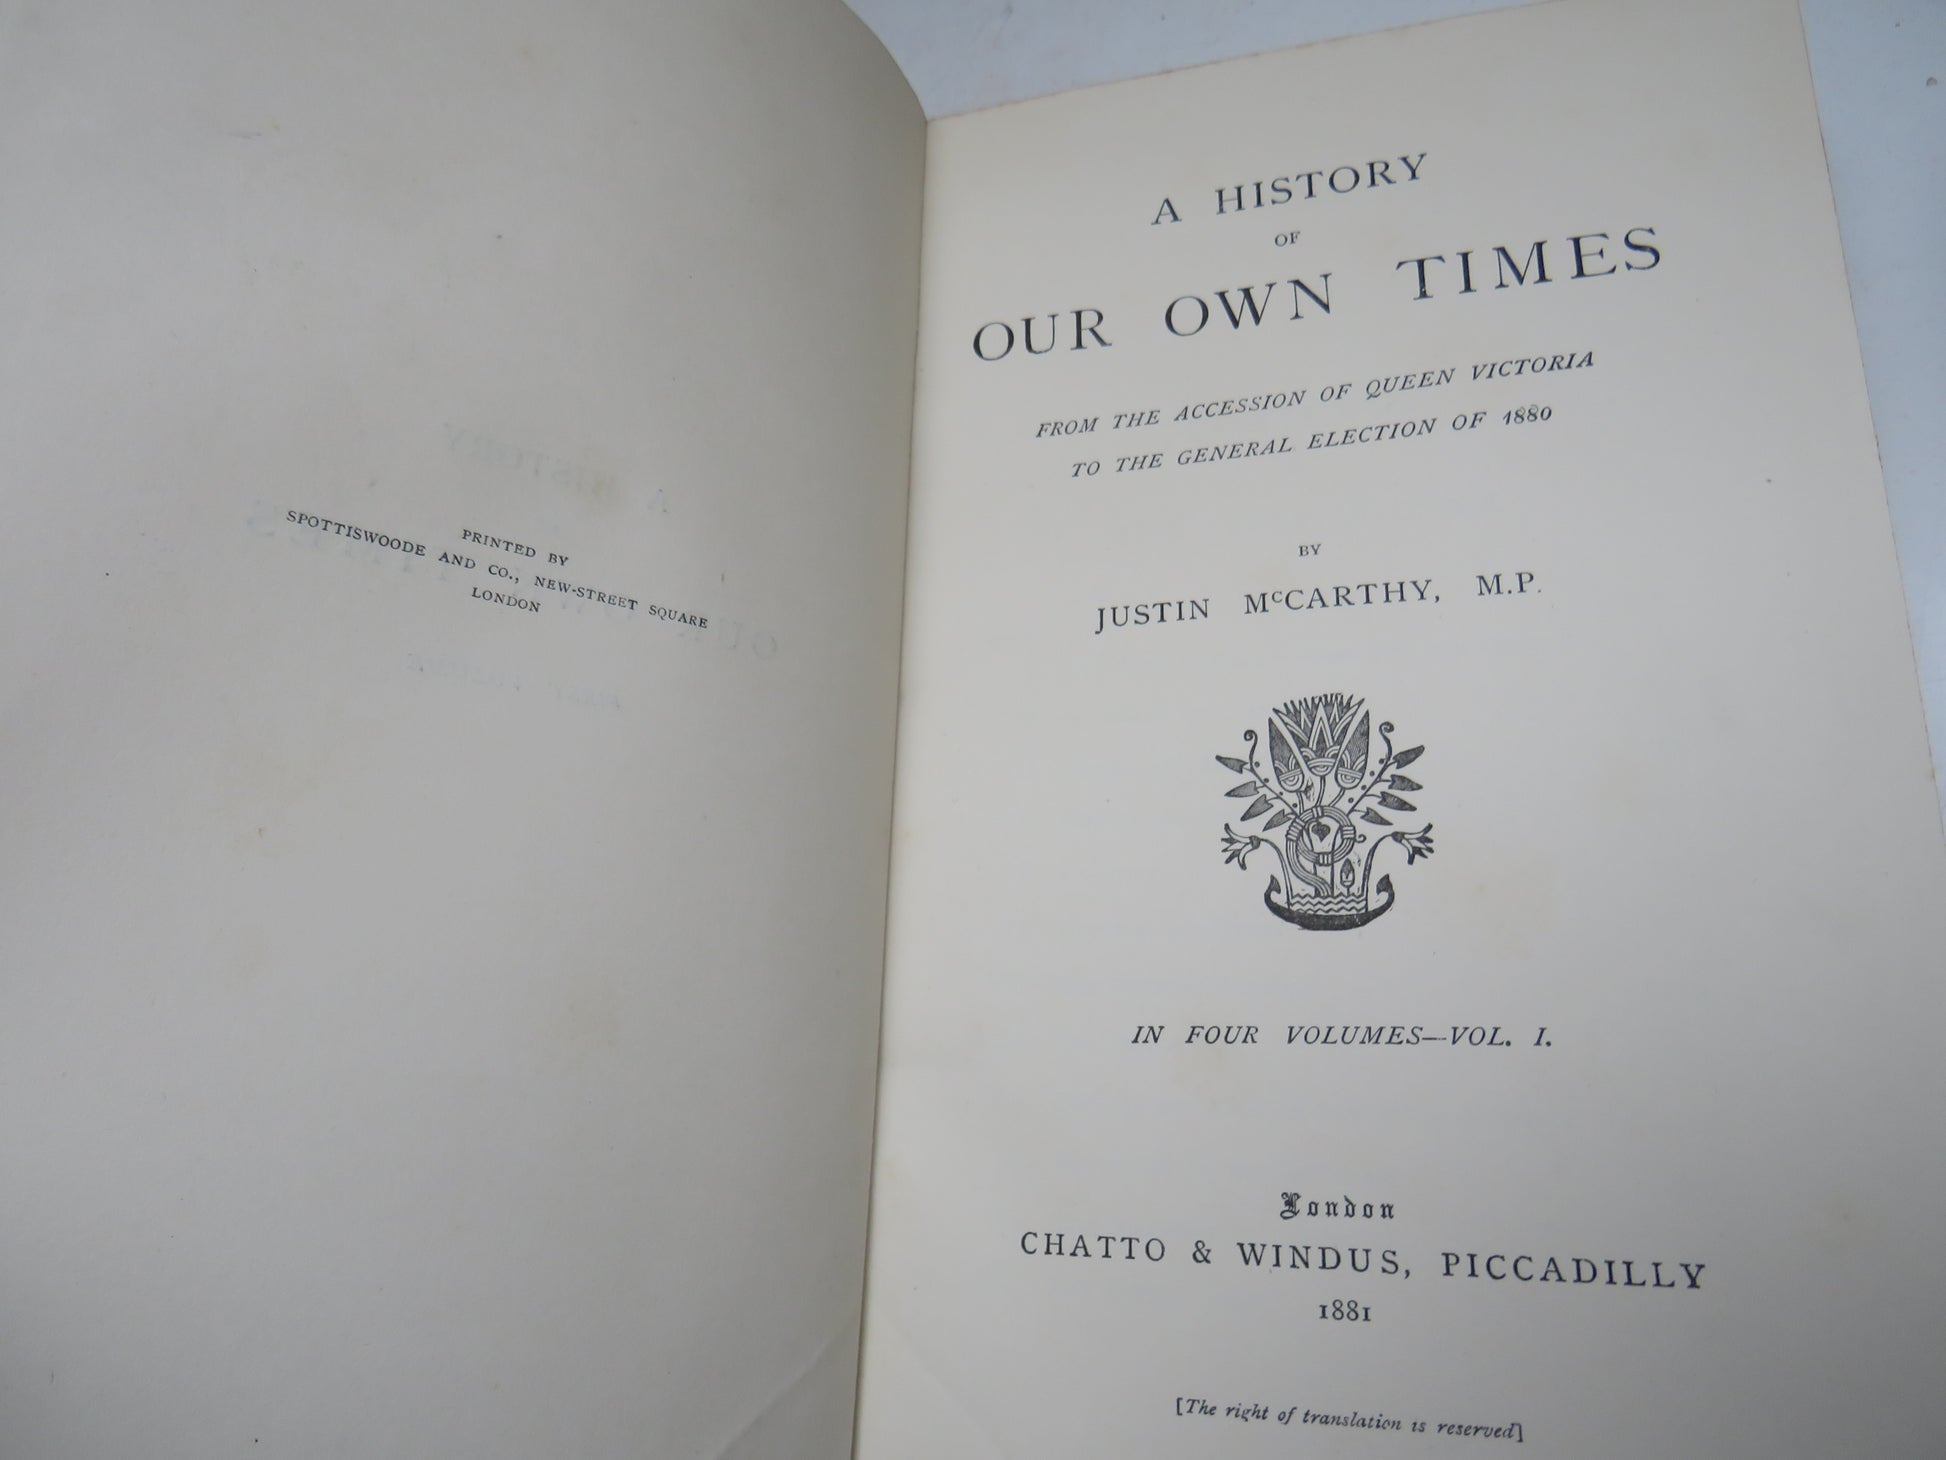 PRINTED BY
SPOTTISWOODE AND CO., NEW-STREET SQUARE
LONDON
A HISTORY
OF
OUR OWN TIMES
FROM THE ACCESSION OF QUEEN VICTORIA
TO THE GENERAL ELECTION OF 1880
BY
JUSTIN McCARTHY, M.P.
IN FOUR VOLUMES—VOL. I.
London
CHATTO & WINDUS, PICCADILLY
1881
[The right of translation is reserved]